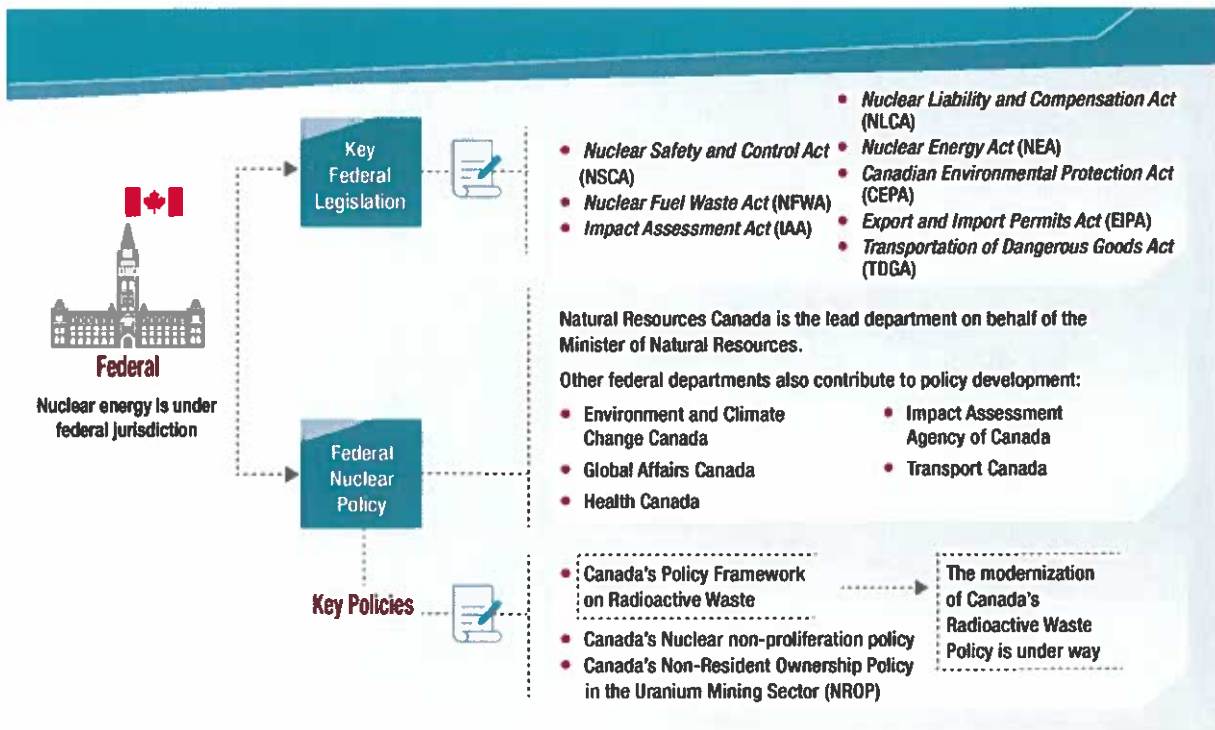 Key
Federal
Legislation
Nuclear Safety and Control Act
(NSCA)
Nuclear Fuel Waste Act (NFWA)
Impact Assessment Act (IAA)
Nuclear Liability and Compensation Act
(NLCA)
Nuclear Energy Act (NEA)
Canadian Environmental Protection Act
(CEPA)
Export and Import Permits Act (EIPA)
Transportation of Dangerous Goods Act
(TDGA)
Federal
Nuclear energy is under
federal jurisdiction
Federal
Nuclear
Policy
Natural Resources Canada is the lead department on behalf of the
Minister of Natural Resources.
Other federal departments also contribute to policy development:
Environment and Climate
Change Canada
Global Affairs Canada
Health Canada
Impact Assessment
Agency of Canada
Transport Canada
Key Policies
Canada's Policy Framework
on Radioactive Waste
Canada's Nuclear non-proliferation policy
Canada's Non-Resident Ownership Policy
in the Uranium Mining Sector (NROP)
The modernization
of Canada's
Radioactive Waste
Policy is under way